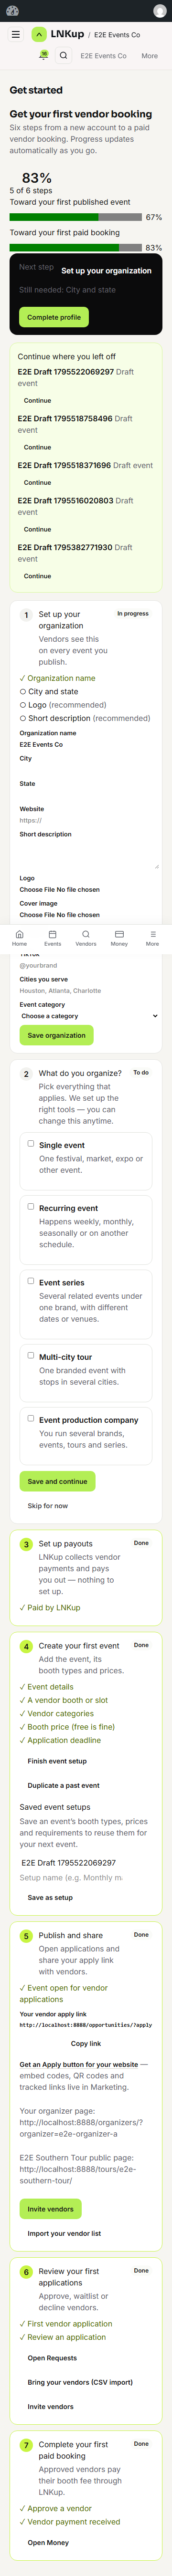 LNKup / E2E Events Co
E2E Events Co More
Get started
Get your first vendor booking
Six steps from a new account to a paid
vendor booking. Progress updates
automatically as you go.
83%
5 of 6 steps
Toward your first published event
67%
Toward your first paid booking
83%
Next step Set up your organization
Still needed: City and state
Complete profile
Continue where you left off
E2E Draft 1795522069297 Draft
event
Continue
E2E Draft 1795518758496 Draft
event
Continue
E2E Draft 1795518371696 Draft event
Continue
E2E Draft 1795516020803 Draft
event
Continue
E2E Draft 1795382771930 Draft
event
Continue
1 Set up your
organization
In progress
Vendors see this
on every event you
publish.
✓ Organization name
City and state
Logo (recommended)
Short description (recommended)
Organization name
E2E Events Co
City
State
Website
https://
Short description
Logo
Choose File No file chosen
Cover image
Choose File No file chosen
Home Events Vendors Money More
TikTok
@yourbrand
Cities you serve
Houston, Atlanta, Charlotte
Event category
Choose a category
Save organization
2 What do you organize? To do
Pick everything that
applies. We set up the
right tools — you can
change this anytime.
Single event
One festival, market, expo or
other event.
Recurring event
Happens weekly, monthly,
seasonally or on another
schedule.
Event series
Several related events under
one brand, with different
dates or venues.
Multi-city tour
One branded event with
stops in several cities.
Event production company
You run several brands,
events, tours and series.
Save and continue
Skip for now
3 Set up payouts Done
LNKup collects vendor
payments and pays
you out — nothing to
set up.
✓ Paid by LNKup
4 Create your first event Done
Add the event, its
booth types and prices.
✓ Event details
✓ A vendor booth or slot
✓ Vendor categories
✓ Booth price (free is fine)
✓ Application deadline
Finish event setup
Duplicate a past event
Saved event setups
Save an event's booth types, prices
and requirements to reuse them for
your next event.
E2E Draft 1795522069297
Setup name (e.g. Monthly m
Save as setup
5 Publish and share Done
Open applications and
share your apply link
with vendors.
✓ Event open for vendor
applications
Your vendor apply link
http://localhost:8888/opportunities/?apply
Copy link
Get an Apply button for your website —
embed codes, QR codes and
tracked links live in Marketing.
Your organizer page:
http://localhost:8888/organizers/?
organizer=e2e-organizer-a
E2E Southern Tour public page:
http://localhost:8888/tours/e2e-
southern-tour/
Invite vendors
Import your vendor list
6 Review your first
applications
Done
Approve, waitlist or
decline vendors.
✓ First vendor application
✓ Review an application
Open Requests
Bring your vendors (CSV import)
Invite vendors
7 Complete your first
paid booking
Done
Approved vendors pay
their booth fee through
LNKup.
✓ Approve a vendor
✓ Vendor payment received
Open Money